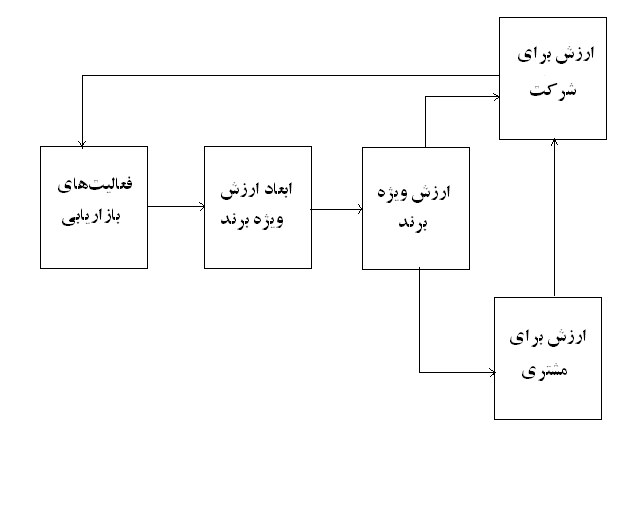 ارزش برای
شرکت
فعالیت‌های
بازاریابی
ابعاد ارزش
ویژه برند
ارزش ویژه
برند
ارزش برای
مشتری